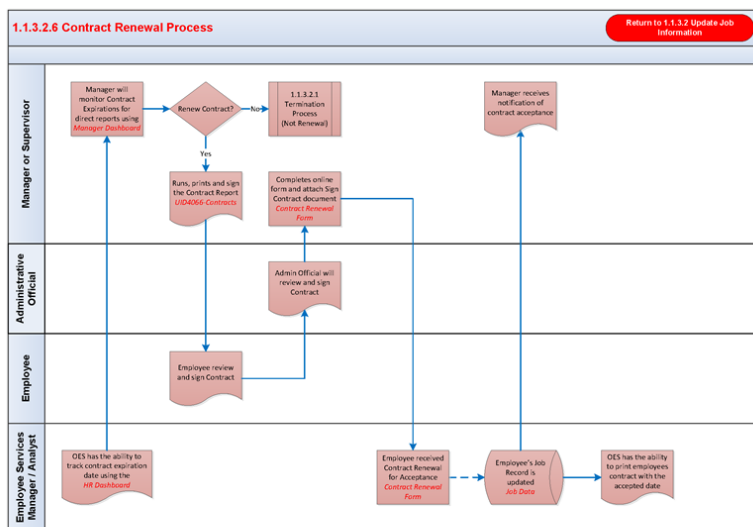 1.1.3.2.6 Contract Renewal Process
Return to 1.1.3.2 Update Job
Information
Manager or Supervisor
Manager will
monitor Contract
Expirations for
direct reports using
Manager Dashboard
Renew Contract?
No
1.1.3.2.1
Termination
Process
(Not Renewal)
Manager receives
notification of
contract acceptance
Yes
Runs, prints and sign
the Contract Report
UID4066-Contracts
Completes online
form and attach Sign
Contract document
Contract Renewal
Form
Administrative
Official
Admin Official will
review and sign
Contract
Employee
Employee review
and sign Contract
Employee Services
Manager / Analyst
OES has the ability to
track contract expiration
date using the
HR Dashboard
Employee received
Contract Renewal
for Acceptance
Contract Renewal
Form
Employee's Job
Record is
updated
Job Data
OES has the ability
to print employees
contract with the
accepted date